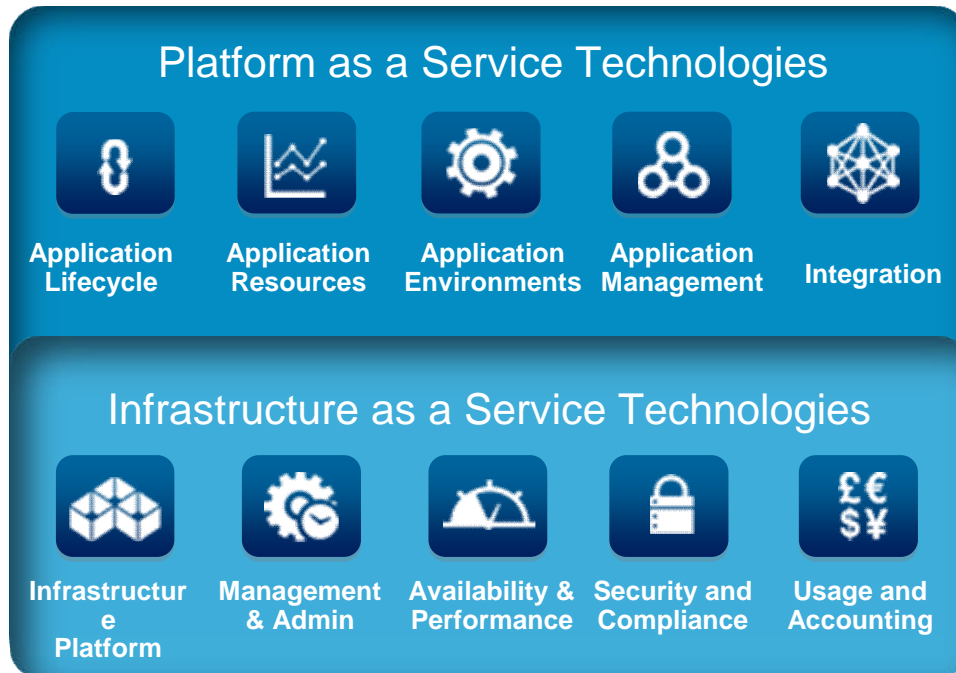 Platform as a Service Technologies
Application
Lifecycle
Application
Resources
Application
Environments
Application
Management
Integration
Infrastructure as a Service Technologies
£€
$¥
Infrastructur
e
Platform
Management
& Admin
Availability &
Performance
Security and
Compliance
Usage and
Accounting